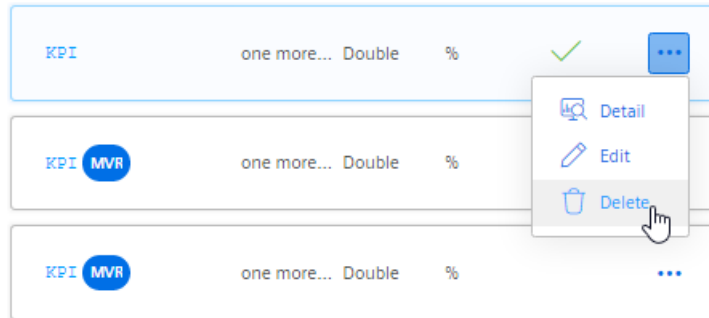 KPI one more... Double % ...
Detail
KPI MVR one more... Double % Edit
Delete
KPI MVR one more... Double % ...